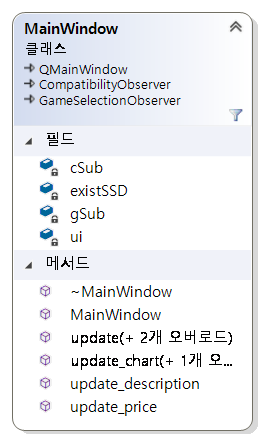 MainWindow
클래스
QMainWindow
CompatibilityObserver
GameSelectionObserver
필드
cSub
existSSD
gSub
ui
메서드
~MainWindow
MainWindow
update(+ 2개 오버로드)
update_chart(+ 1개 오...
update_description
update_price